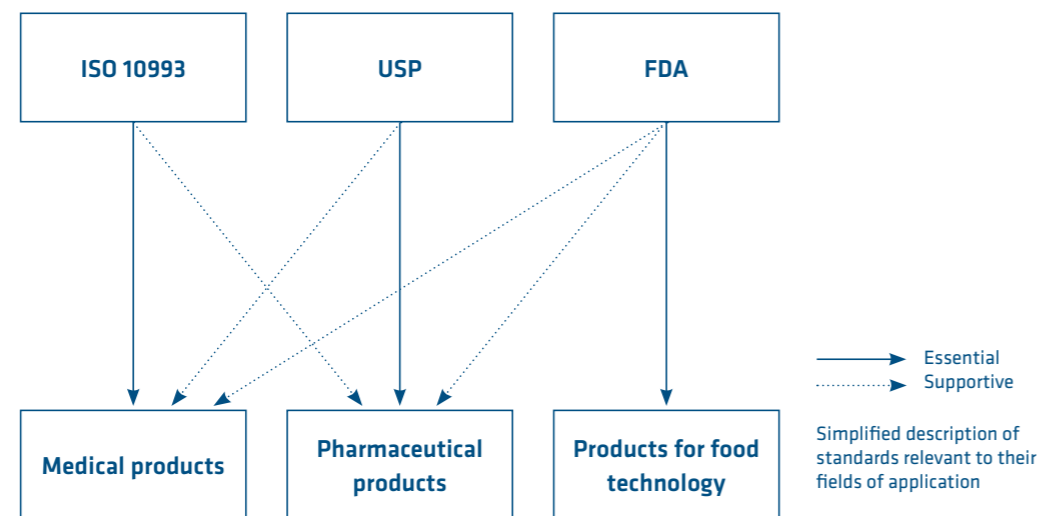 ISO 10993
USP
FDA
Essential
Supportive
Medical products
Pharmaceutical
products
Products for food
technology
Simplified description of
standards relevant to their
fields of application